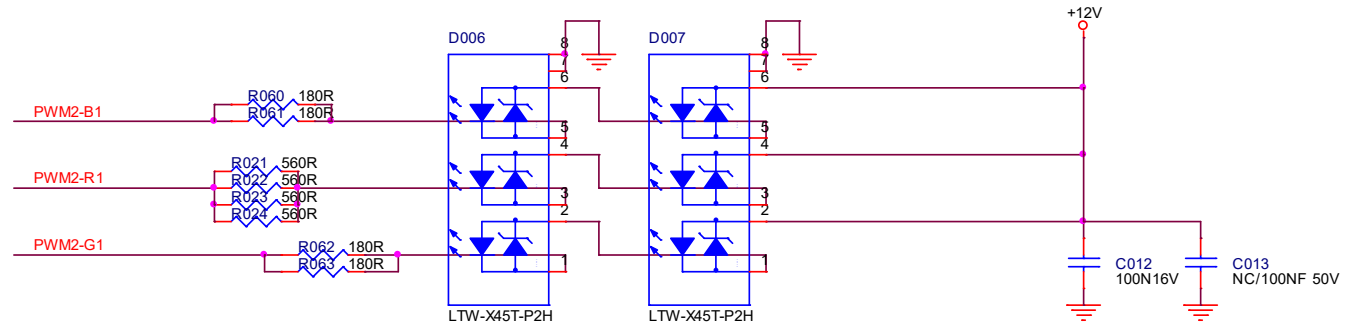 +12V
D006
D007
8
7
6
5
4
3
2
1
8
7
6
5
4
3
2
1
R060 180R
R061 180R
PWM2-B1
R021 560R
R022 560R
R023 560R
R024 560R
PWM2-R1
PWM2-G1
R062 180R
R063 180R
LTW-X45T-P2H
LTW-X45T-P2H
C012
100N16V
C013
NC/100NF 50V